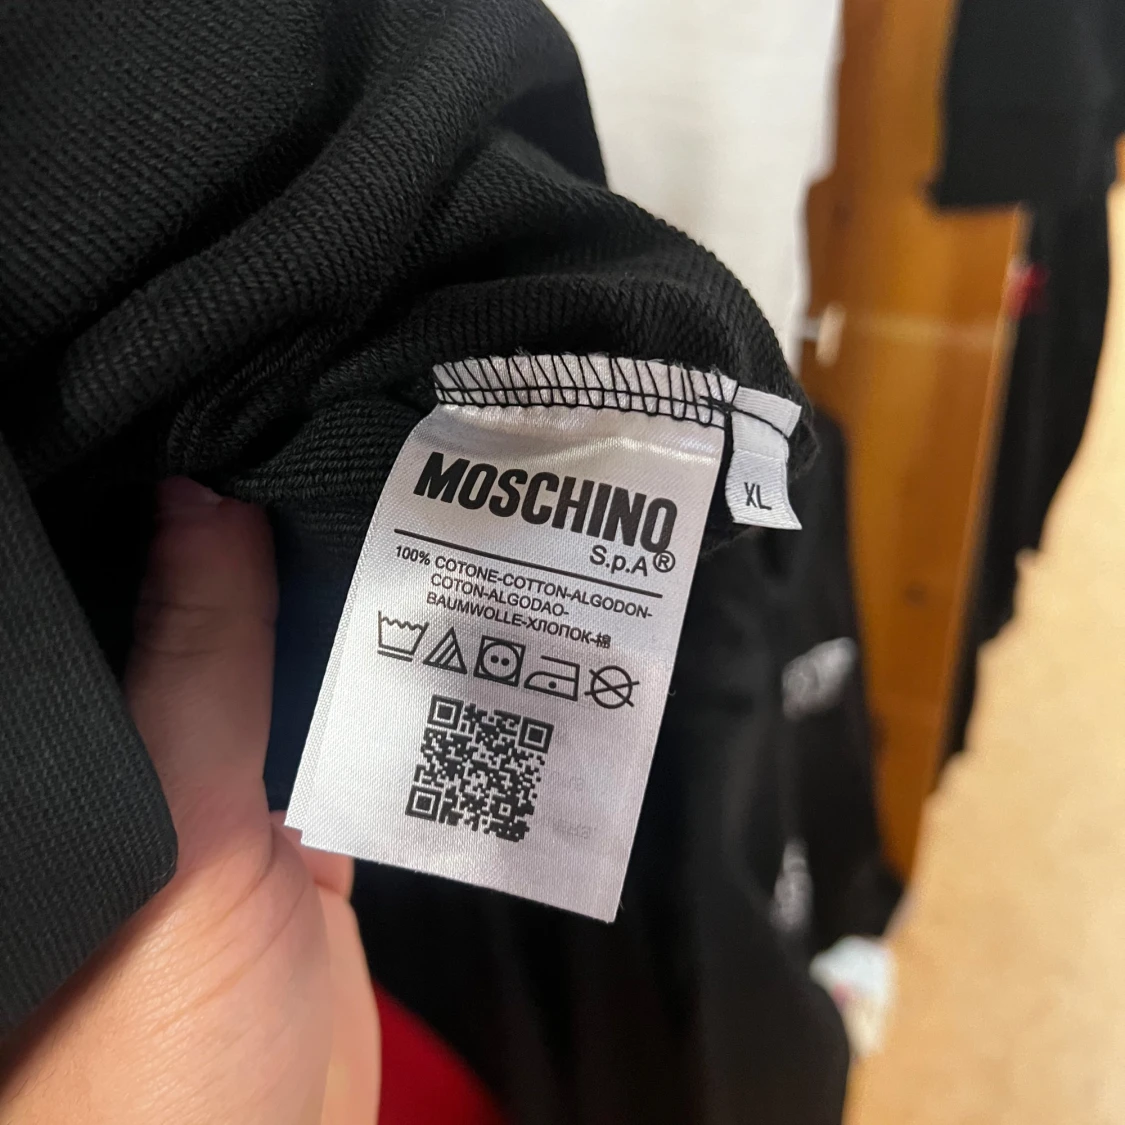 MOSCHINO
S.p.A®
XL
100% COTONE-COTTON-ALGODON-
COTON-ALGODAO-
BAUMWOLLE-ХЛОПОК-棉